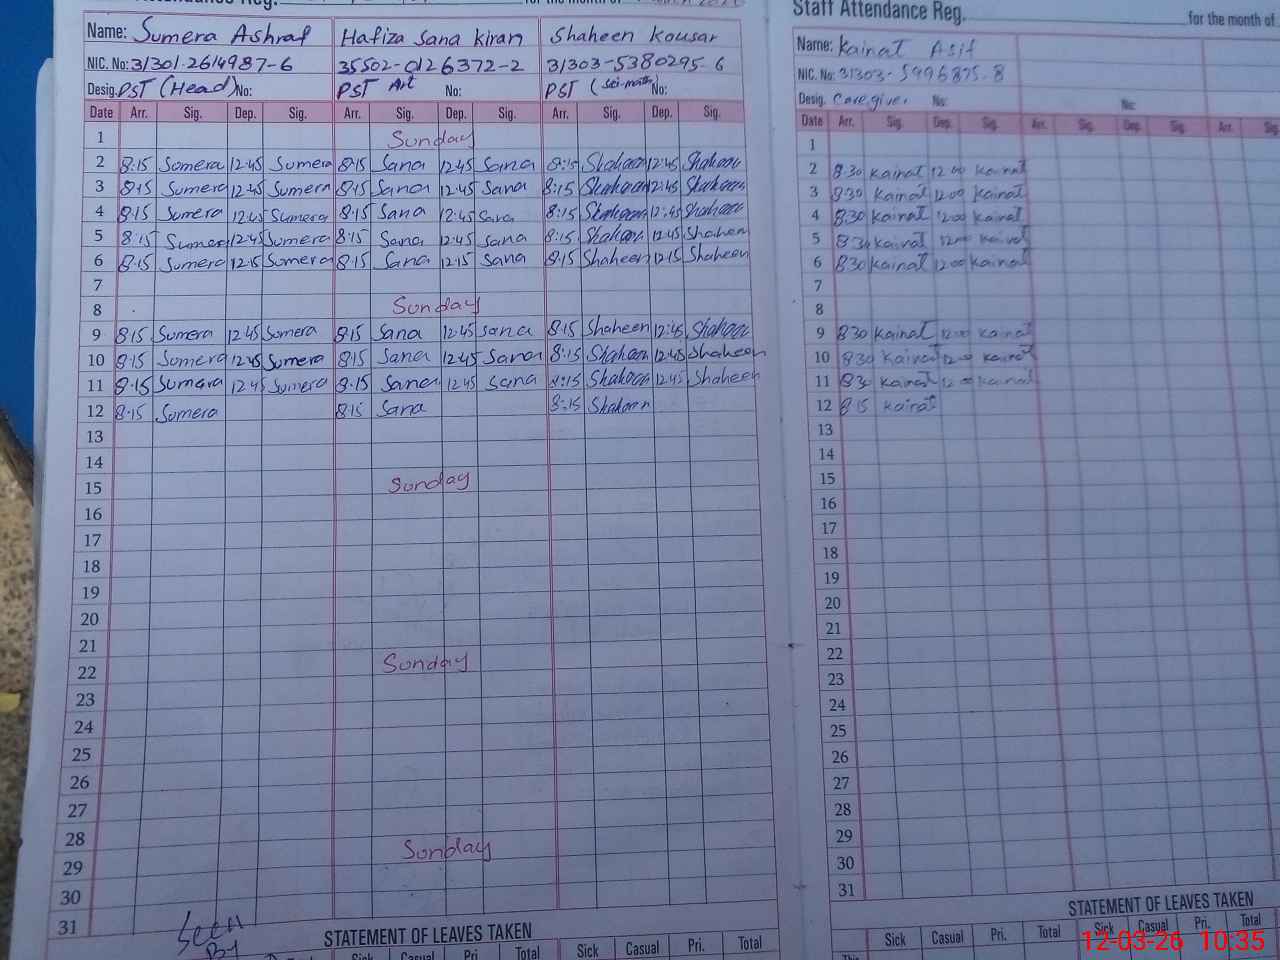 Staff Attendance Reg. for the month of
Name: Sumera Ashraf Hafiza Sana Kiran Shaheen Kousar
NIC. No: 31301-2614987-6 35502-0126372-2 31303-5380295-6
Desig. PST (Head) No: PST Art No: PST (Sci-math) No:
Date Arr. Sig. Dep. Sig. Arr. Sig. Dep. Sig. Arr. Sig. Dep. Sig.
1 Sunday
2 8:15 Sumera 12:45 Sumera 8:15 Sana 12:45 Sana 8:15 Shaheen 12:45 Shaheen
3 8:15 Sumera 12:45 Sumera 8:15 Sana 12:45 Sana 8:15 Shaheen 12:45 Shaheen
4 8:15 Sumera 12:45 Sumera 8:15 Sana 12:45 Sana 8:15 Shaheen 12:45 Shaheen
5 8:15 Sumera 12:45 Sumera 8:15 Sana 12:45 Sana 8:15 Shaheen 12:45 Shaheen
6 8:15 Sumera 12:15 Sumera 8:15 Sana 12:15 Sana 8:15 Shaheen 12:15 Shaheen
7
8 Sunday
9 8:15 Sumera 12:45 Sumera 8:15 Sana 12:45 Sana 8:15 Shaheen 12:45 Shaheen
10 8:15 Sumera 12:45 Sumera 8:15 Sana 12:45 Sana 8:15 Shaheen 12:45 Shaheen
11 8:15 Sumera 12:45 Sumera 8:15 Sana 12:45 Sana 8:15 Shaheen 12:45 Shaheen
12 8:15 Sumera 8:15 Sana 8:15 Shaheen
13
14
15 Sunday
16
17
18
19
20
21
22 Sunday
23
24
25
26
27
28
29 Sunday
30
31
Seen
By
STATEMENT OF LEAVES TAKEN
Sick Casual Pri. Total Sick Casual Pri. Total
Staff Attendance Reg. for the month of
Name: Kainat Asif
NIC. No: 31303-5996875-8
Desig. Care giver No: No:
Date Arr. Sig. Dep. Sig. Arr. Sig. Dep. Sig. Arr. Sig.
1
2 8:30 Kainat 12:00 Kainat
3 8:30 Kainat 12:00 Kainat
4 8:30 Kainat 12:00 Kainat
5 8:30 Kainat 12:00 Kainat
6 8:30 Kainat 12:00 Kainat
7
8
9 8:30 Kainat 12:00 Kainat
10 8:30 Kainat 12:00 Kainat
11 8:30 Kainat 12:00 Kainat
12 8:15 Kainat
13
14
15
16
17
18
19
20
21
22
23
24
25
26
27
28
29
30
31
STATEMENT OF LEAVES TAKEN
Sick Casual Pri. Total Sick Casual Pri. Total
12-03-26 10:35